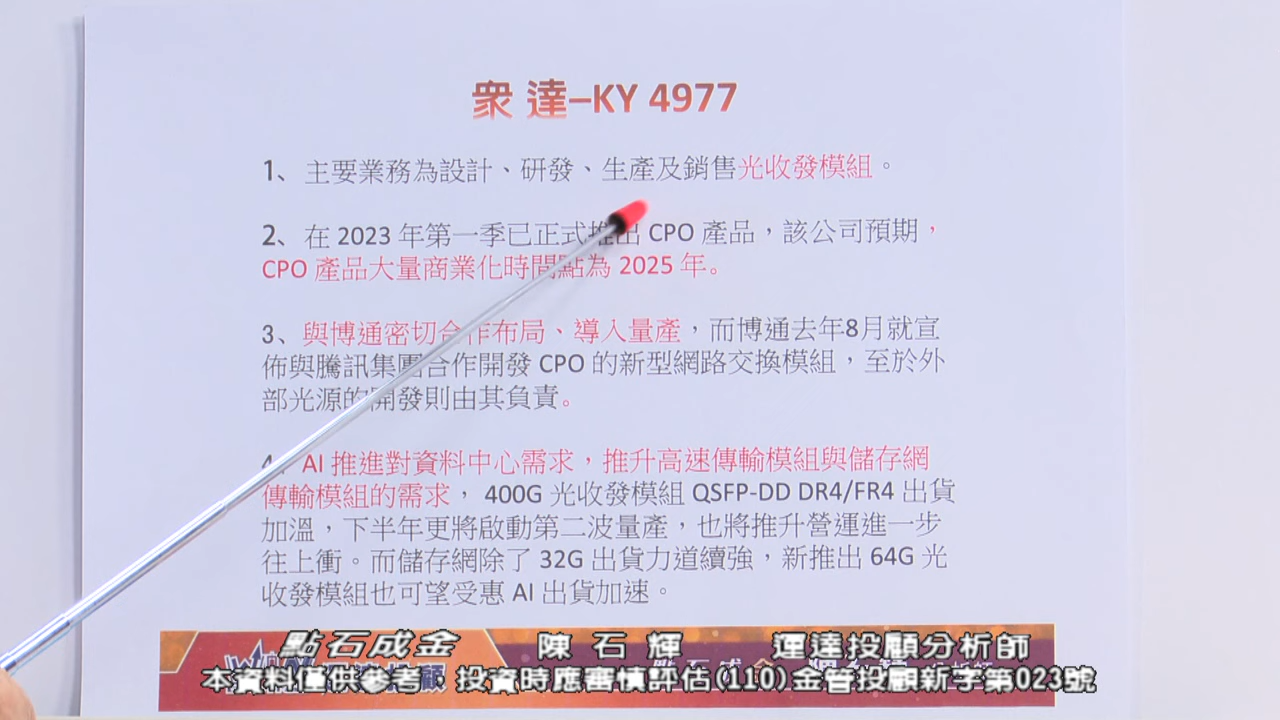 眾 達–KY 4977
1、 主要業務為設計、研發、生產及銷售光收發模組。
2、在 2023 年第一季已正式推出 CPO 產品，該公司預期，
CPO 產品大量商業化時間點為 2025 年。
3、與博通密切合作布局、導入量產，而博通去年8月就宣
佈與騰訊集團合作開發 CPO 的新型網路交換模組，至於外
部光源的開發則由其負責。
4、AI 推進對資料中心需求，推升高速傳輸模組與儲存網
傳輸模組的需求， 400G 光收發模組 QSFP-DD DR4/FR4 出貨
加溫，下半年更將啟動第二波量產，也將推升營運進一步
往上衝。而儲存網除了 32G 出貨力道續強，新推出 64G 光
收發模組也可望受惠 AI 出貨加速。
點石成金 陳 石 輝 運達投顧分析師
本資料僅供參考，投資時應審慎評估(110)金管投顧新字第023號